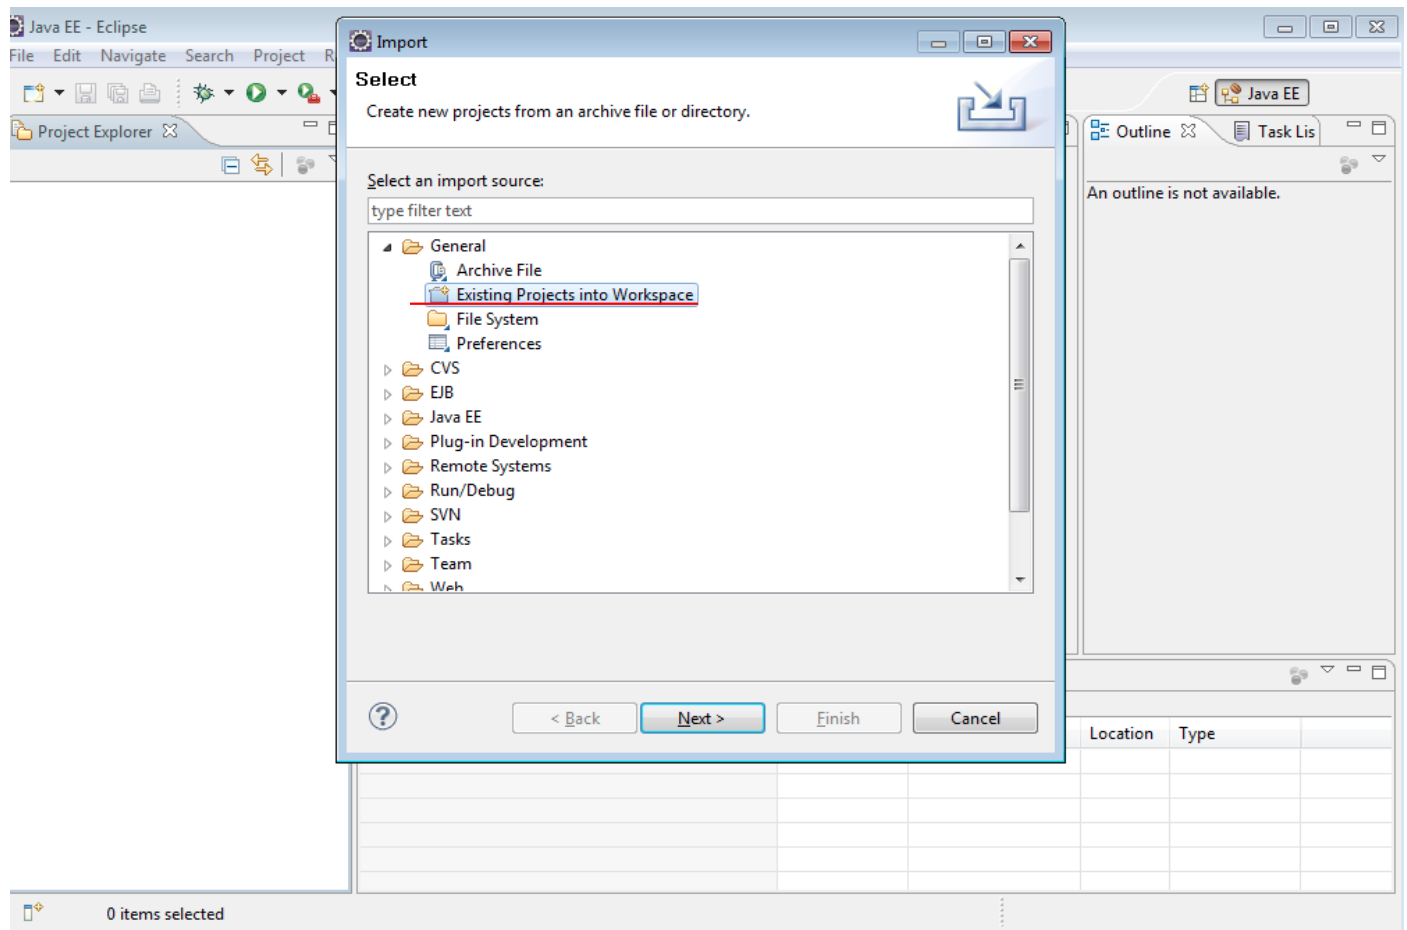 Java EE - Eclipse
File Edit Navigate Search Project R
Java EE
Project Explorer
Outline
Task Lis
An outline is not available.
Import
Select
Create new projects from an archive file or directory.
Select an import source:
type filter text
General
Archive File
Existing Projects into Workspace
File System
Preferences
CVS
EJB
Java EE
Plug-in Development
Remote Systems
Run/Debug
SVN
Tasks
Team
Web
< Back
Next >
Finish
Cancel
Location Type
0 items selected